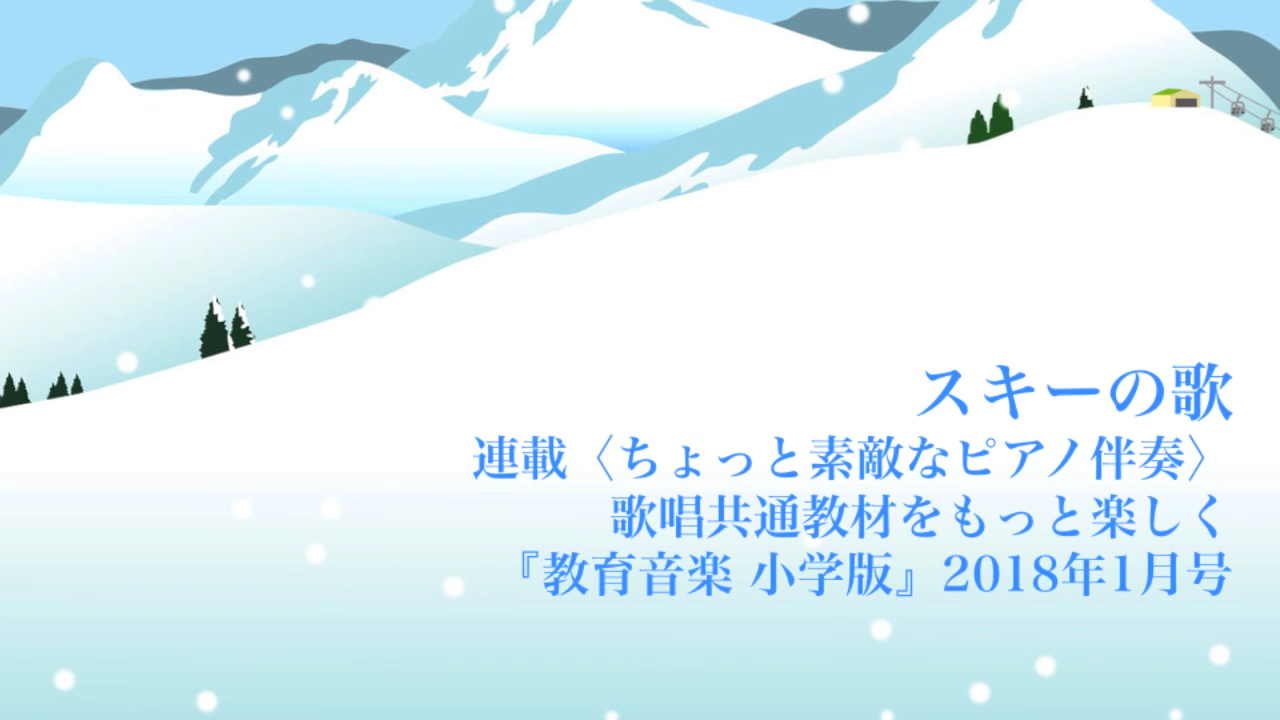 スキーの歌
連載〈ちょっと素敵なピアノ伴奏〉
歌唱共通教材をもっと楽しく
『教育音楽 小学版』2018年1月号